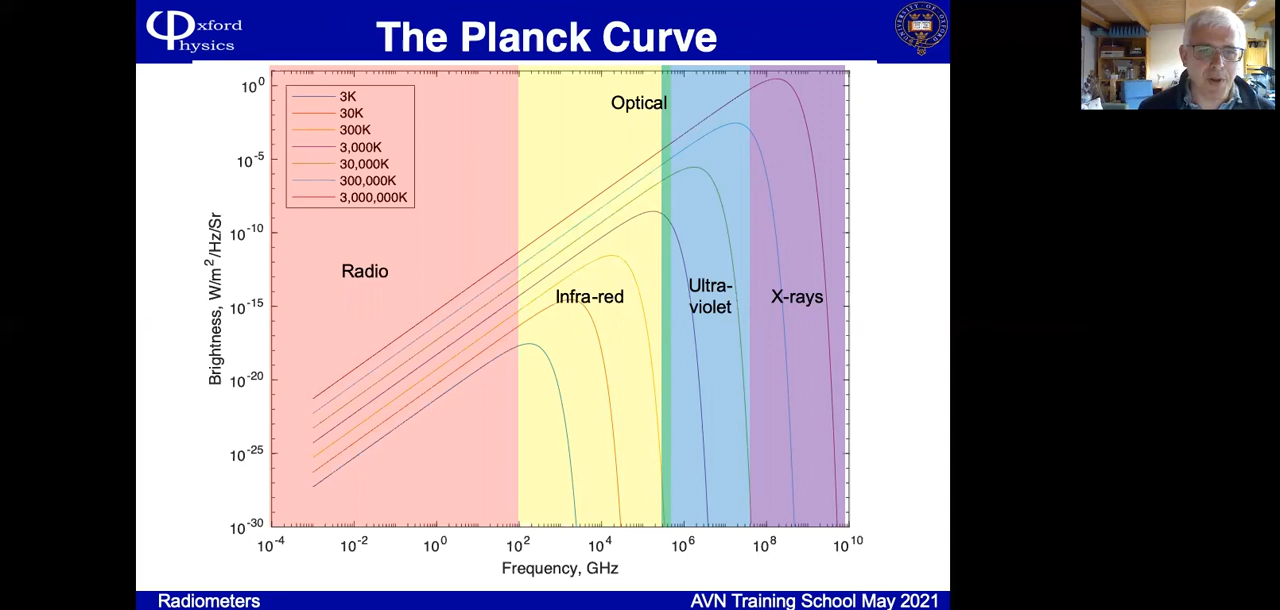 Oxford
Physics
The Planck Curve
UNIVERSITY OF OXFORD
10^0
10^-5
10^-10
10^-15
10^-20
10^-25
10^-30
Brightness, W/m^2/Hz/Sr
3K
30K
300K
3,000K
30,000K
300,000K
3,000,000K
Optical
Radio
Infra-red
Ultra-
violet
X-rays
10^-4
10^-2
10^0
10^2
10^4
10^6
10^8
10^10
Frequency, GHz
Radiometers
AVN Training School May 2021